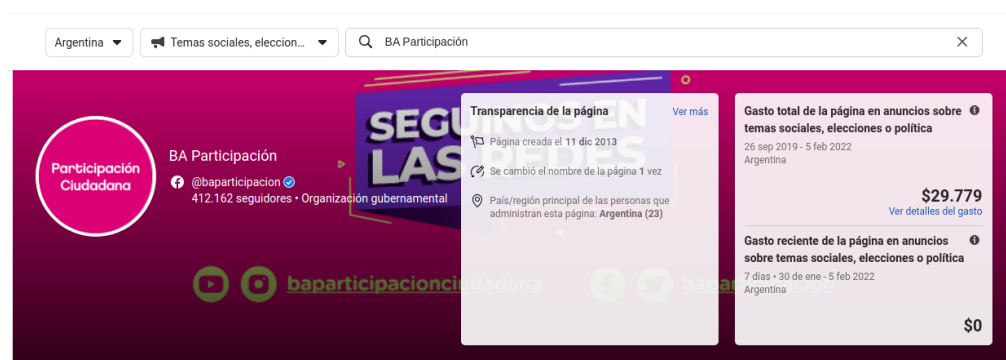 Argentina
Temas sociales, eleccion...
BA Participación
SEGUINOS EN
LAS REDES
Participación
Ciudadana
BA Participación
@baparticipacion
412.162 seguidores • Organización gubernamental
baparticipacionciudadana
baparticipacion
Transparencia de la página
Ver más
Página creada el 11 dic 2013
Se cambió el nombre de la página 1 vez
País/región principal de las personas que
administran esta página: Argentina (23)
Gasto total de la página en anuncios sobre
temas sociales, elecciones o política
26 sep 2019 - 5 feb 2022
Argentina
$29.779
Ver detalles del gasto
Gasto reciente de la página en anuncios
sobre temas sociales, elecciones o política
7 días • 30 de ene - 5 feb 2022
Argentina
$0